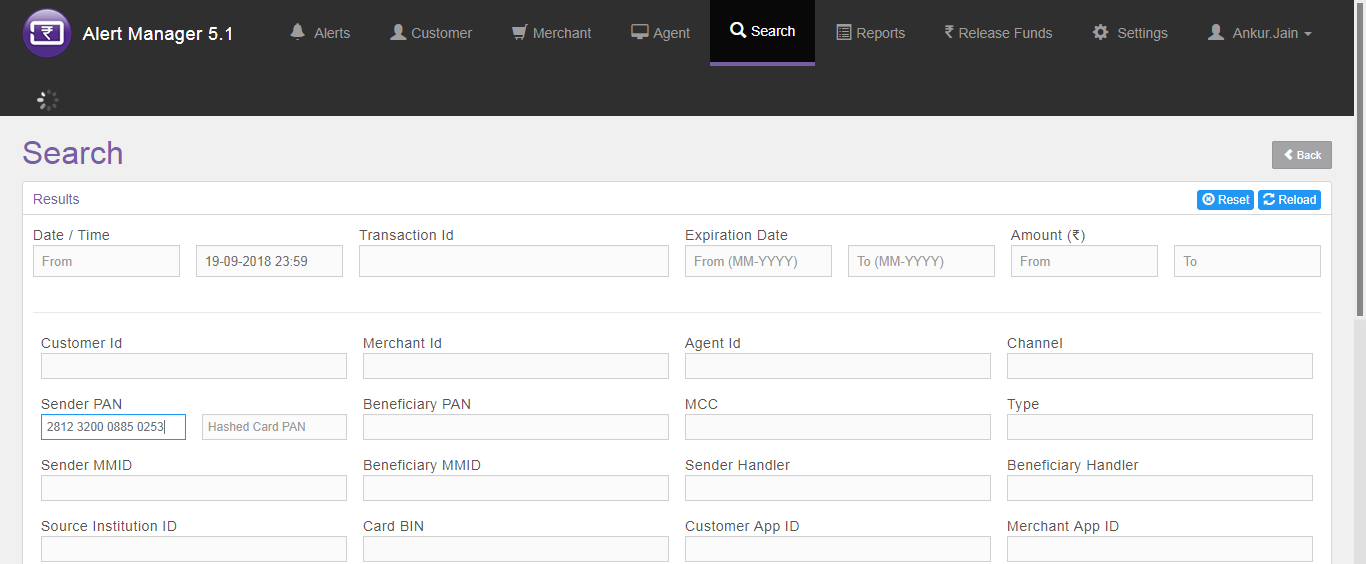 Alert Manager 5.1 Alerts Customer Merchant Agent Search Reports ₹ Release Funds Settings Ankur.Jain
Search
Back
Results Reset Reload
Date / Time Transaction Id Expiration Date Amount (₹)
From 19-09-2018 23:59 From (MM-YYYY) To (MM-YYYY) From To
Customer Id Merchant Id Agent Id Channel
Sender PAN Beneficiary PAN MCC Type
2812 3200 0885 0253 Hashed Card PAN
Sender MMID Beneficiary MMID Sender Handler Beneficiary Handler
Source Institution ID Card BIN Customer App ID Merchant App ID